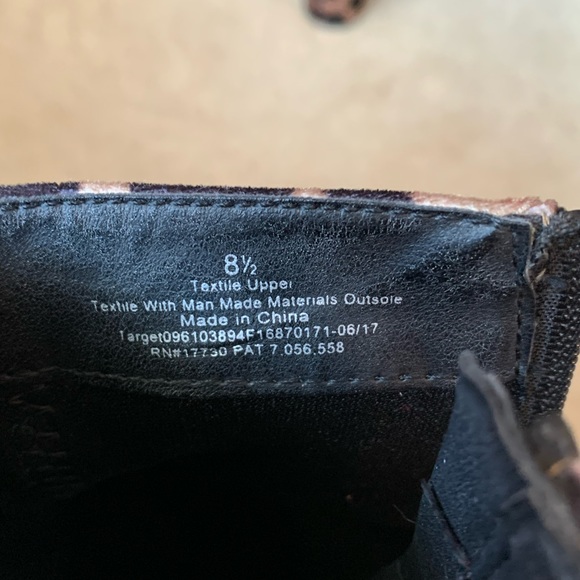 8½
Textile Upper
Textile With Man Made Materials Outsole
Made in China
Target096103894F16870171-06/17
RN#17730 PAT 7.056.558